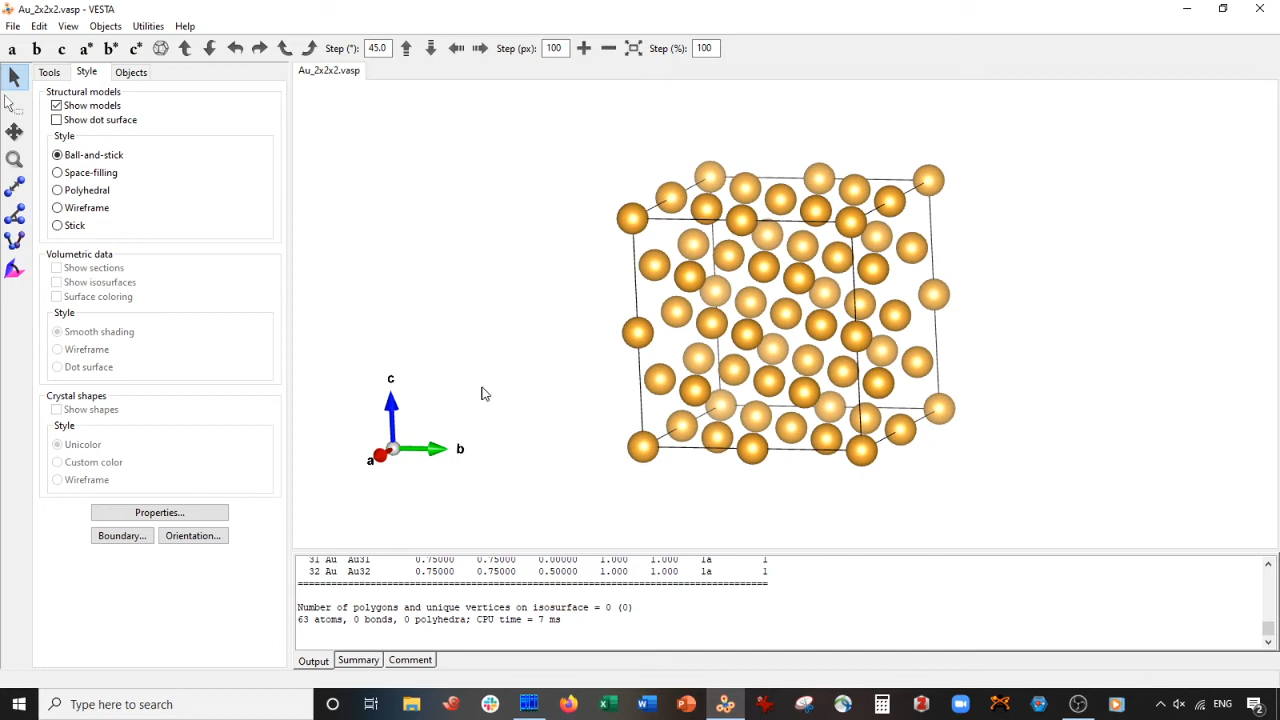 Au_2x2x2.vasp - VESTA
File Edit View Objects Utilities Help
a b c a* b* c* Step (°): 45.0 Step (px): 100 Step (%): 100
Tools Style Objects
Au_2x2x2.vasp
Structural models
Show models
Show dot surface
Style
Ball-and-stick
Space-filling
Polyhedral
Wireframe
Stick
Volumetric data
Show sections
Show isosurfaces
Surface coloring
Style
Smooth shading
Wireframe
Dot surface
Crystal shapes
Show shapes
Style
Unicolor
Custom color
Wireframe
Properties...
Boundary... Orientation...
c
b
a
31 Au Au31 0.75000 0.75000 0.00000 1.000 1.000 1a 1
32 Au Au32 0.75000 0.75000 0.50000 1.000 1.000 1a 1
Number of polygons and unique vertices on isosurface = 0 (0)
63 atoms, 0 bonds, 0 polyhedra; CPU time = 7 ms
Output Summary Comment
Type here to search
ENG
2